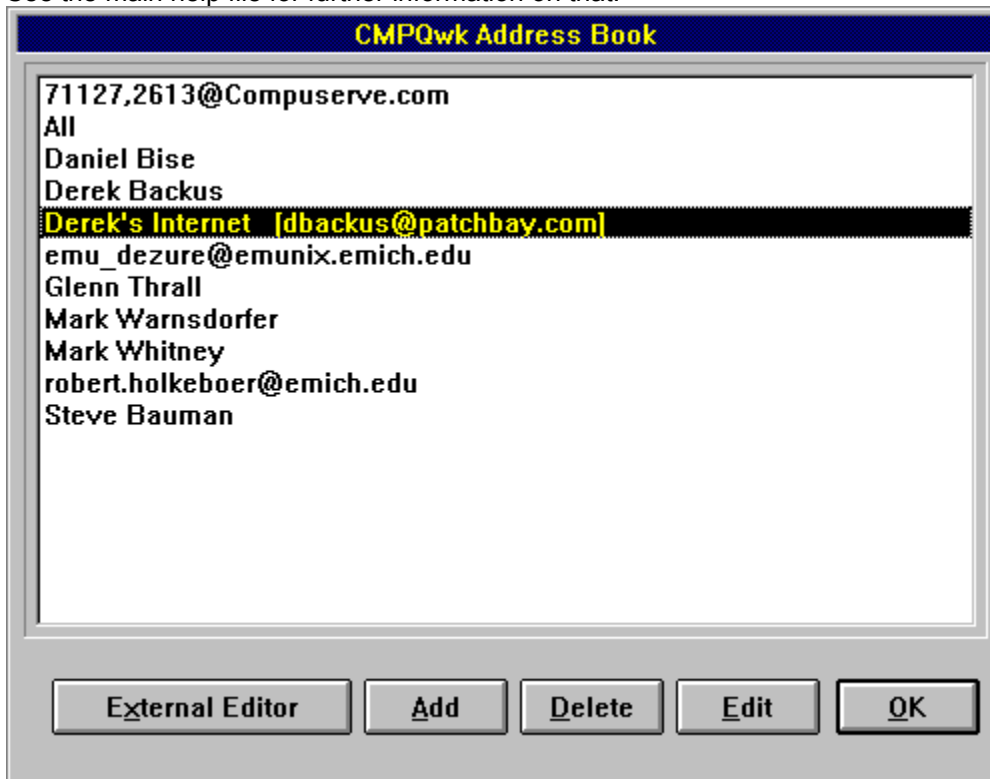 See the main help file for further information on that.
CMPQwk Address Book
71127,2613@Compuserve.com
All
Daniel Bise
Derek Backus
Derek's Internet [dbackus@patchbay.com]
emu_dezure@emunix.emich.edu
Glenn Thrall
Mark Warnsdorfer
Mark Whitney
robert.holkeboer@emich.edu
Steve Bauman
External Editor Add Delete Edit OK